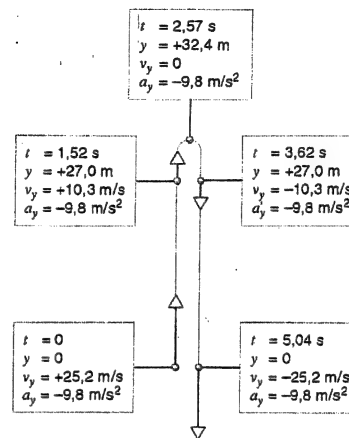 t = 2,57 s
y = +32,4 m
v_y = 0
a_y = −9,8 m/s²
t = 1,52 s
y = +27,0 m
v_y = +10,3 m/s
a_y = −9,8 m/s²
t = 3,62 s
y = +27,0 m
v_y = −10,3 m/s
a_y = −9,8 m/s²
t = 0
y = 0
v_y = +25,2 m/s
a_y = −9,8 m/s²
t = 5,04 s
y = 0
v_y = −25,2 m/s
a_y = −9,8 m/s²